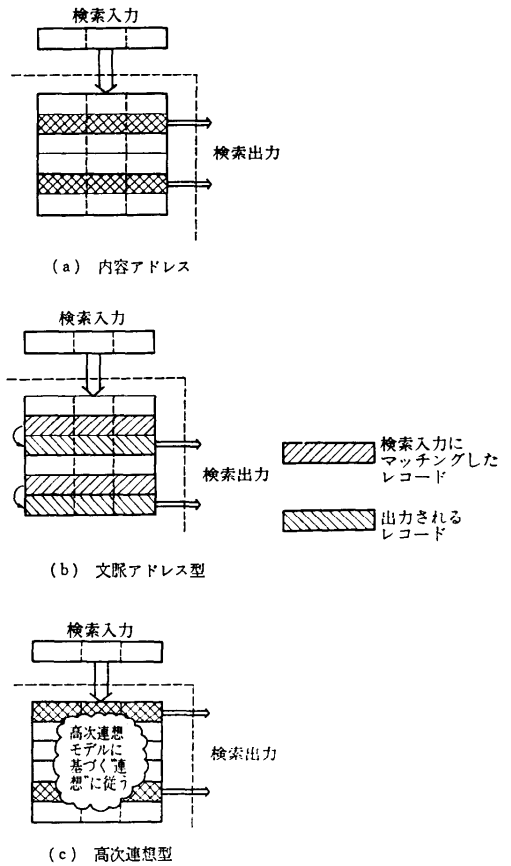 検索入力
検索出力
(a) 内容アドレス
検索入力
検索出力
検索入力に
マッチングした
レコード
出力される
レコード
(b) 文脈アドレス型
検索入力
高次連想
モデルに
基づく“連
想”に従う
検索出力
(c) 高次連想型